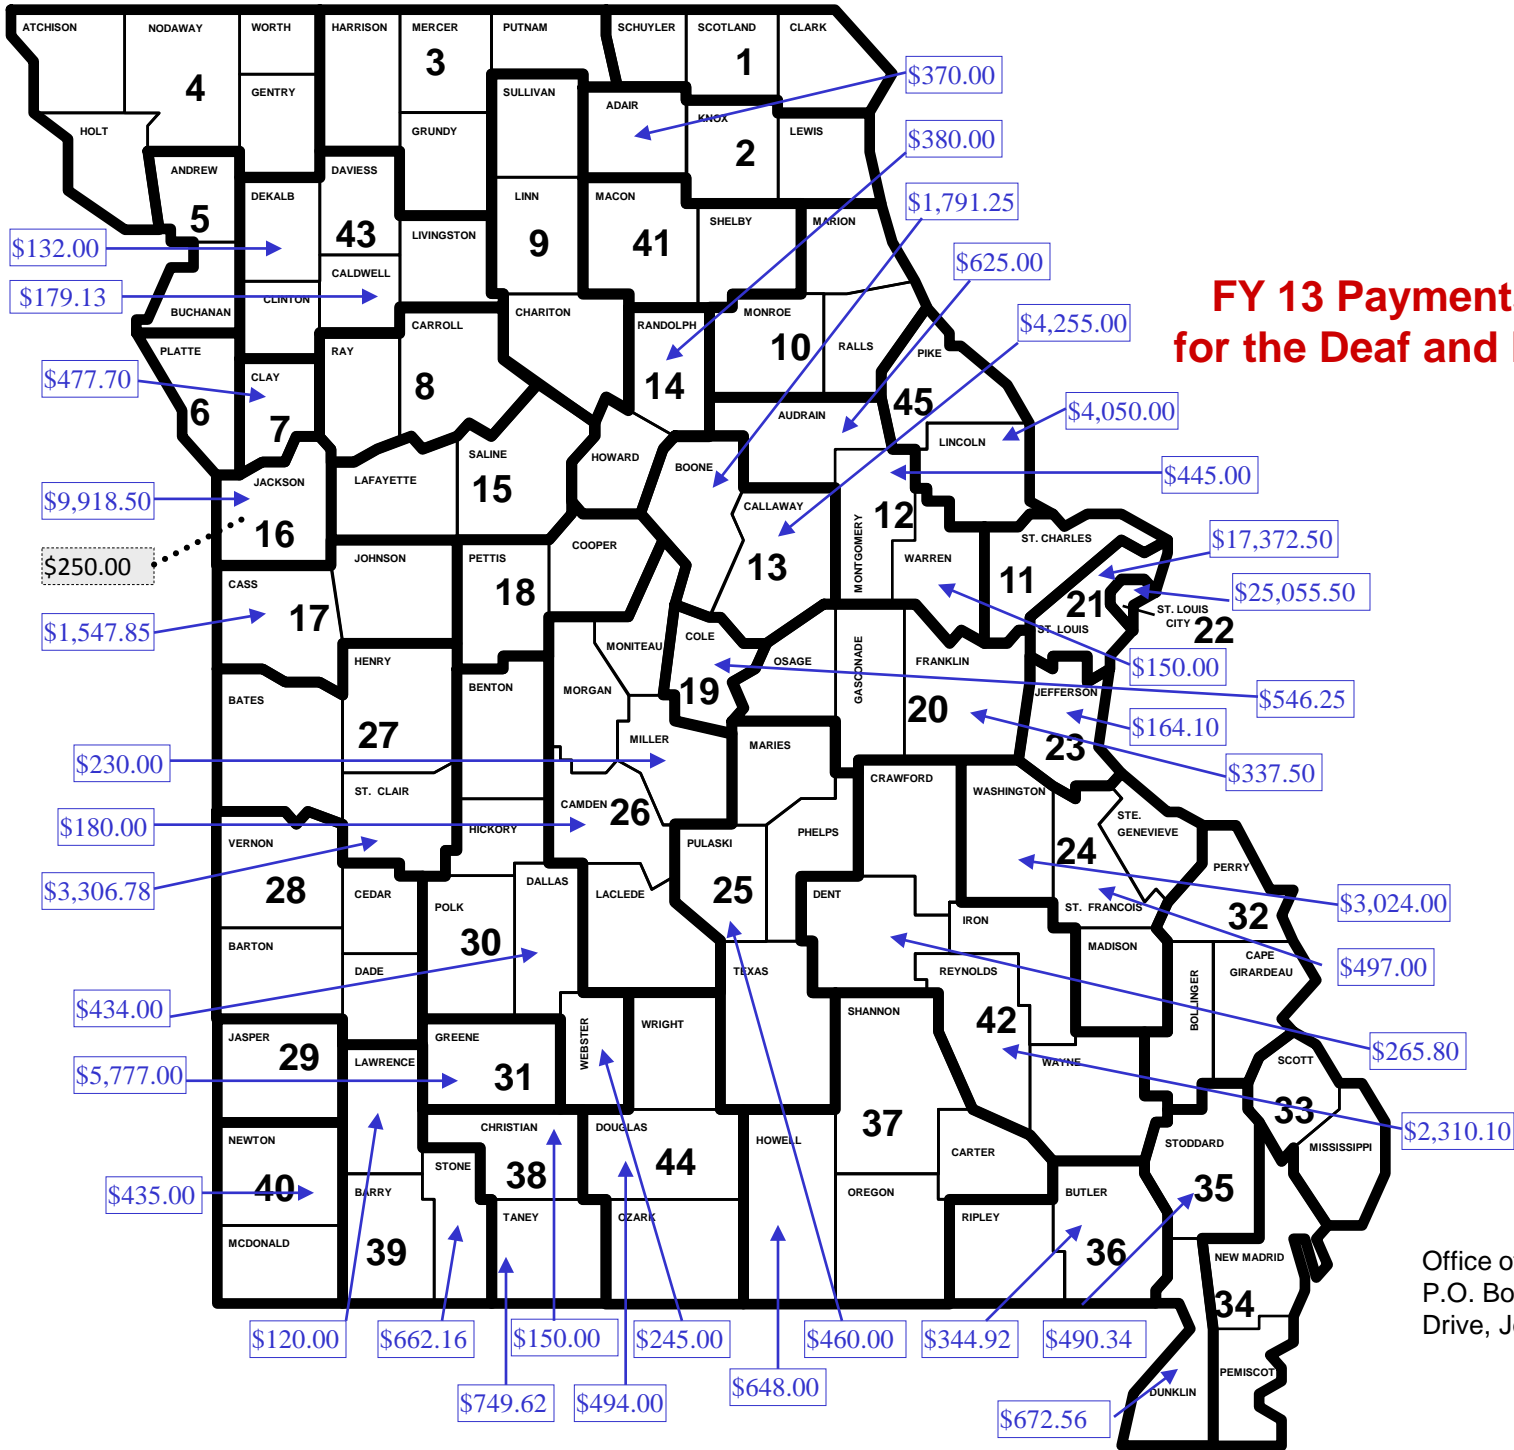 ATCHISON
NODAWAY
WORTH
HARRISON
MERCER
PUTNAM
SCHUYLER
SCOTLAND
CLARK
3
1
4
GENTRY
SULLIVAN
ADAIR
$370.00
HOLT
GRUNDY
KNOX
LEWIS
2
$380.00
ANDREW
DAVIESS
DEKALB
LINN
MACON
$1,791.25
5
43
LIVINGSTON
9
41
SHELBY
MARION
$132.00
$625.00
CALDWELL
$179.13
CLINTON
BUCHANAN
CARROLL
CHARITON
RANDOLPH
MONROE
$4,255.00
FY 13 Payment
for the Deaf and
PLATTE
RAY
10
RALLS
PIKE
$477.70
CLAY
8
14
6
7
AUDRAIN
45
$4,050.00
LINCOLN
SALINE
HOWARD
BOONE
JACKSON
LAFAYETTE
15
$445.00
$9,918.50
CALLAWAY
12
16
MONTGOMERY
ST. CHARLES
$17,372.50
$250.00
JOHNSON
PETTIS
COOPER
WARREN
13
11
CASS
18
21
$25,055.50
ST. LOUIS
CITY
22
$1,547.85
17
ST. LOUIS
MONITEAU
COLE
OSAGE
GASCONADE
FRANKLIN
$150.00
HENRY
BENTON
MORGAN
19
JEFFERSON
$546.25
BATES
20
$164.10
27
MILLER
MARIES
23
$230.00
$337.50
ST. CLAIR
CRAWFORD
WASHINGTON
CAMDEN
26
$180.00
HICKORY
PHELPS
STE.
GENEVIEVE
VERNON
PULASKI
24
PERRY
$3,306.78
28
CEDAR
DALLAS
LACLEDE
25
DENT
$3,024.00
POLK
ST. FRANCOIS
32
30
IRON
BARTON
MADISON
CAPE
GIRARDEAU
$497.00
DADE
TEXAS
REYNOLDS
$434.00
BOLLINGER
SHANNON
42
JASPER
GREENE
WEBSTER
WRIGHT
29
$265.80
LAWRENCE
WAYNE
SCOTT
$5,777.00
31
33
CHRISTIAN
DOUGLAS
HOWELL
37
$2,310.10
NEWTON
STODDARD
MISSISSIPPI
STONE
38
44
CARTER
$435.00
40
BARRY
OREGON
BUTLER
35
TANEY
OZARK
RIPLEY
MCDONALD
39
36
NEW MADRID
Office o
P.O. Bo
Drive, J
34
$120.00
$662.16
$150.00
$245.00
$460.00
$344.92
$490.34
PEMISCOT
$749.62
$494.00
$648.00
DUNKLIN
$672.56